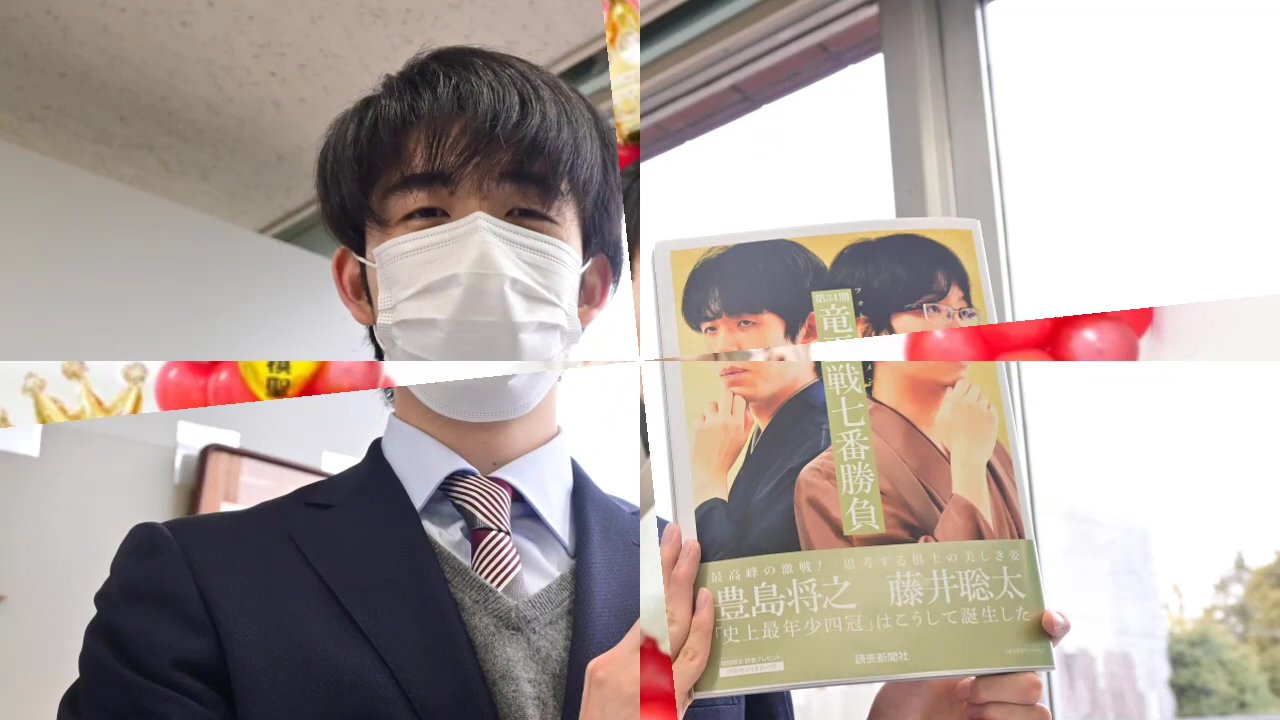 第34期
竜
戦七番勝負
最高峰の激戦! 思考する棋士の美しき姿
豊島将之 藤井聡太
「史上最年少四冠」はこうして誕生した
読売新聞社